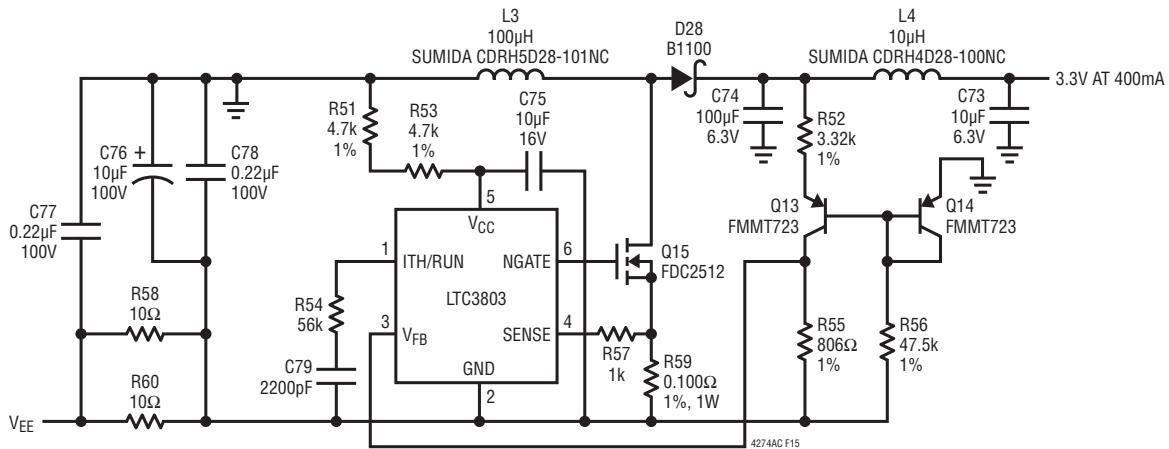 L3
100µH
SUMIDA CDRH5D28-101NC
D28
B1100
L4
10µH
SUMIDA CDRH4D28-100NC
3.3V AT 400mA
C74
100µF
6.3V
C73
10µF
6.3V
R51
4.7k
1%
R53
4.7k
1%
C75
10µF
16V
R52
3.32k
1%
C76
10µF
100V
+
C78
0.22µF
100V
C77
0.22µF
100V
5
VCC
1
ITH/RUN
NGATE
6
LTC3803
3
VFB
SENSE
4
GND
2
Q15
FDC2512
Q13
FMMT723
Q14
FMMT723
R58
10Ω
R60
10Ω
R54
56k
C79
2200pF
R57
1k
R59
0.100Ω
1%, 1W
R55
806Ω
1%
R56
47.5k
1%
VEE
4274AC F15